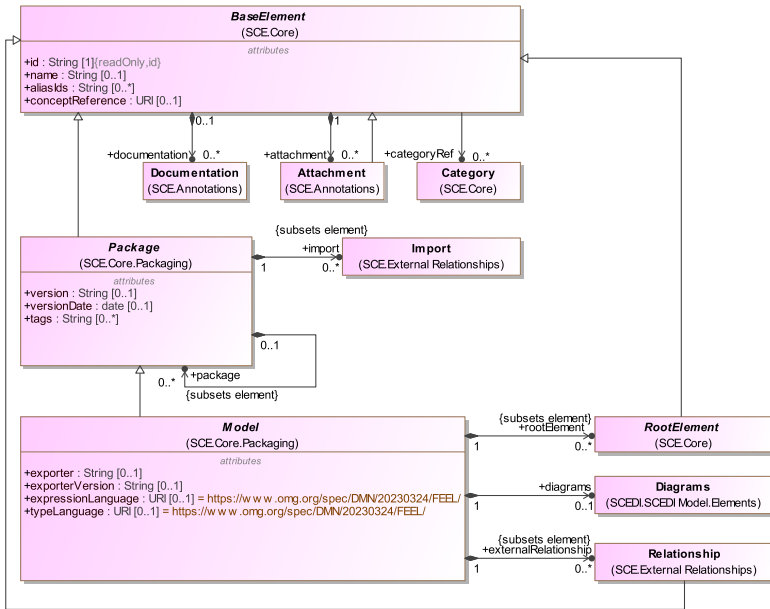 BaseElement
(SCE.Core)
attributes
+id : String [1]{readOnly,id}
+name : String [0..1]
+aliasIds : String [0..*]
+conceptReference : URI [0..1]
0..1
1
+documentation
0..*
+attachment
0..*
+categoryRef
0..*
Documentation
(SCE.Annotations)
Attachment
(SCE.Annotations)
Category
(SCE.Core)
Package
(SCE.Core.Packaging)
attributes
+version : String [0..1]
+versionDate : date [0..1]
+tags : String [0..*]
{subsets element}
+import
1
0..*
Import
(SCE.External Relationships)
0..1
+package
0..*
{subsets element}
Model
(SCE.Core.Packaging)
attributes
+exporter : String [0..1]
+exporterVersion : String [0..1]
+expressionLanguage : URI [0..1] = https://www.omg.org/spec/DMN/20230324/FEEL/
+typeLanguage : URI [0..1] = https://www.omg.org/spec/DMN/20230324/FEEL/
{subsets element}
+rootElement
1
0..*
RootElement
(SCE.Core)
+diagrams
1
0..1
Diagrams
(SCEDI.SCEDI Model.Elements)
{subsets element}
+externalRelationship
1
0..*
Relationship
(SCE.External Relationships)